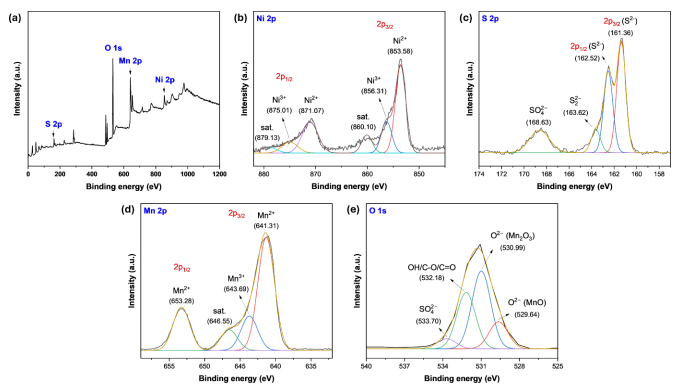 (a)
O 1s
Mn 2p
Ni 2p
S 2p
Intensity (a.u.)
0 200 400 600 800 1000 1200
Binding energy (eV)
(b)
Ni 2p
2p3/2
Ni2+
(853.58)
2p1/2
Ni3+
(875.01)
Ni2+
(871.07)
Ni3+
(856.31)
sat.
(879.13)
sat.
(860.10)
Intensity (a.u.)
880 870 860 850
Binding energy (eV)
(c)
S 2p
2p3/2 (S2-)
(161.36)
2p1/2 (S2-)
(162.52)
SO42−
(168.63)
S22−
(163.62)
Intensity (a.u.)
174 172 170 168 166 164 162 160 158
Binding energy (eV)
(d)
Mn 2p
2p3/2
Mn2+
(641.31)
2p1/2
Mn2+
(653.28)
Mn3+
(643.69)
sat.
(646.55)
Intensity (a.u.)
655 650 645 640 635
Binding energy (eV)
(e)
O 1s
O2− (Mn2O3)
(530.99)
OH/C-O/C=O
(532.18)
SO42−
(533.70)
O2− (MnO)
(529.64)
Intensity (a.u.)
540 537 534 531 528 525
Binding energy (eV)